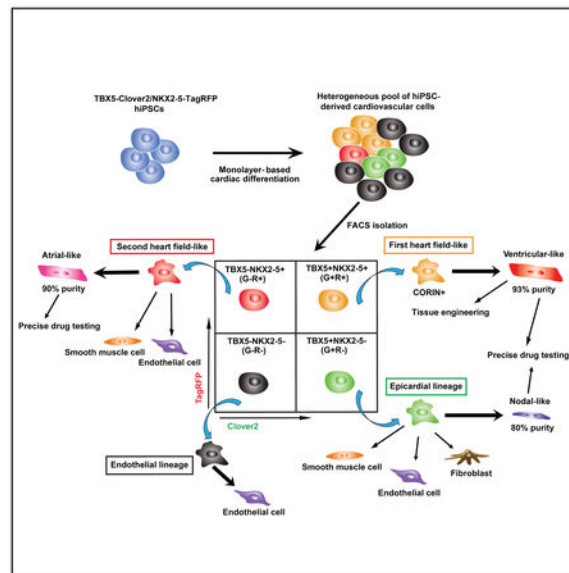 TBX5-Clover2/NKX2-5-TagRFP
hiPSCs
Heterogeneous pool of hiPSC-
derived cardiovascular cells
Monolayer-based
cardiac differentiation
FACS isolation
Second heart field-like
First heart field-like
Atrial-like
90% purity
Precise drug testing
Smooth muscle cell
Endothelial cell
TBX5-NKX2-5+
(G-R+)
TBX5+NKX2-5+
(G+R+)
CORIN+
Ventricular-like
93% purity
Tissue engineering
Precise drug testing
TBX5-NKX2-5-
(G-R-)
TBX5+NKX2-5-
(G+R-)
TagRFP
Clover2
Epicardial lineage
Nodal-like
80% purity
Endothelial lineage
Endothelial cell
Smooth muscle cell
Endothelial cell
Fibroblast